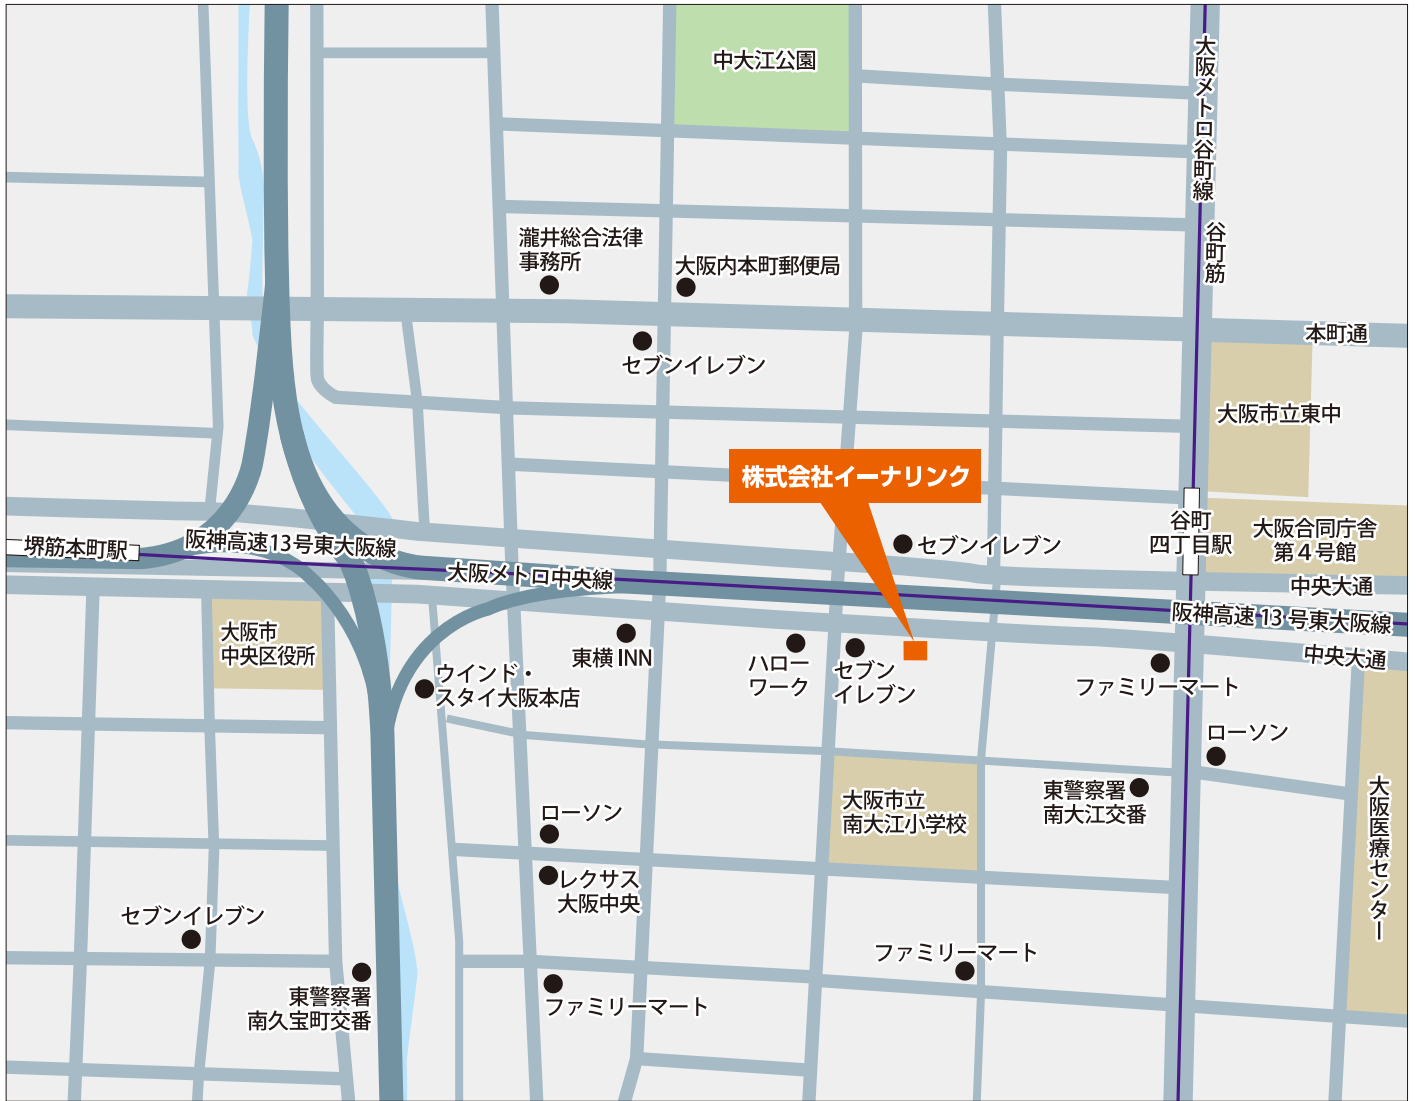 中大江公園
大阪メトロ谷町線
谷町筋
瀧井総合法律
事務所
大阪内本町郵便局
本町通
セブンイレブン
大阪市立東中
株式会社イーナリンク
谷町
四丁目駅
大阪合同庁舎
第４号館
堺筋本町駅
阪神高速13号東大阪線
セブンイレブン
大阪メトロ中央線
中央大通
阪神高速 13 号東大阪線
中央大通
大阪市
中央区役所
東横 INN
ハロー
ワーク
セブン
イレブン
ウインド・
スタイ大阪本店
ファミリーマート
ローソン
大阪市立
南大江小学校
東警察署
南大江交番
大阪医療センター
ローソン
レクサス
大阪中央
セブンイレブン
ファミリーマート
東警察署
南久宝町交番
ファミリーマート